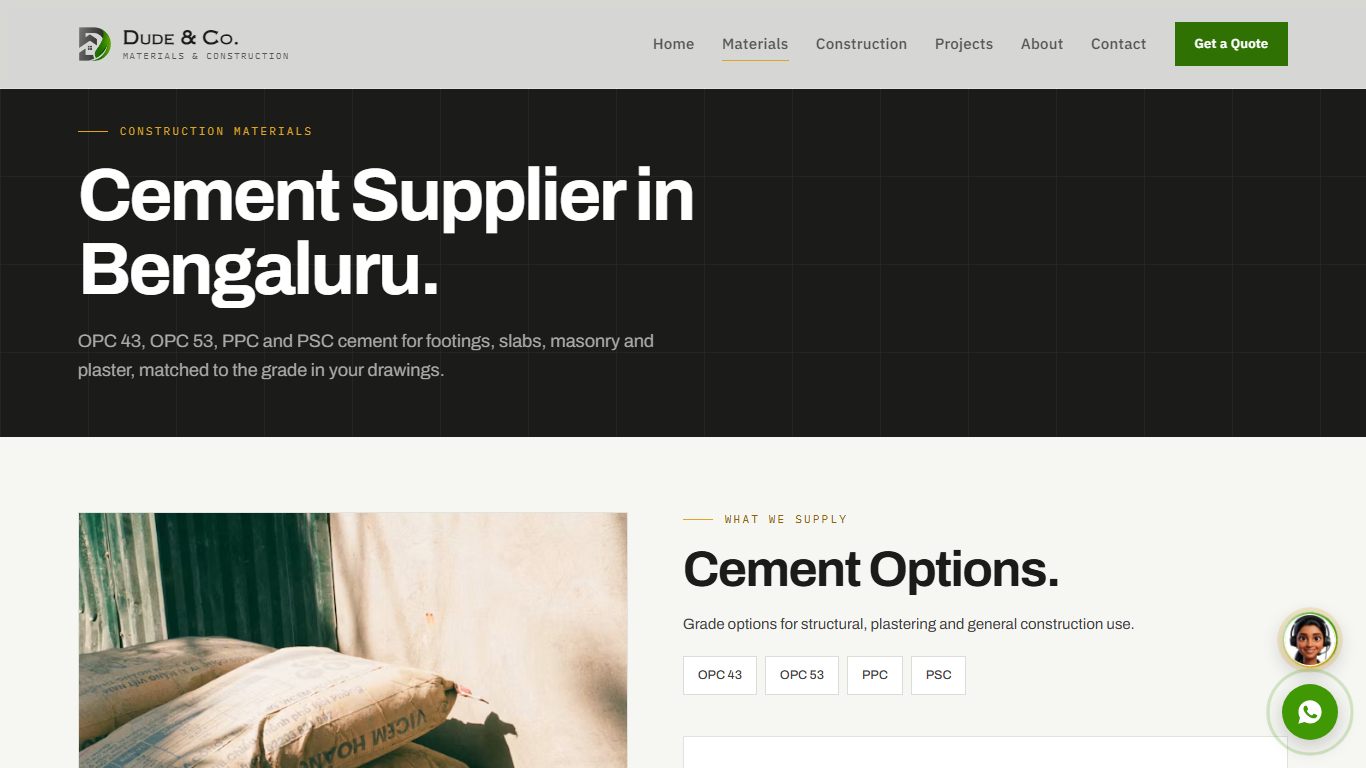 Dude & Co.
MATERIALS & CONSTRUCTION
Home
Materials
Construction
Projects
About
Contact
Get a Quote
CONSTRUCTION MATERIALS
Cement Supplier in
Bengaluru.
OPC 43, OPC 53, PPC and PSC cement for footings, slabs, masonry and
plaster, matched to the grade in your drawings.
WHAT WE SUPPLY
Cement Options.
Grade options for structural, plastering and general construction use.
OPC 43
OPC 53
PPC
PSC
VICEM HOÀNG